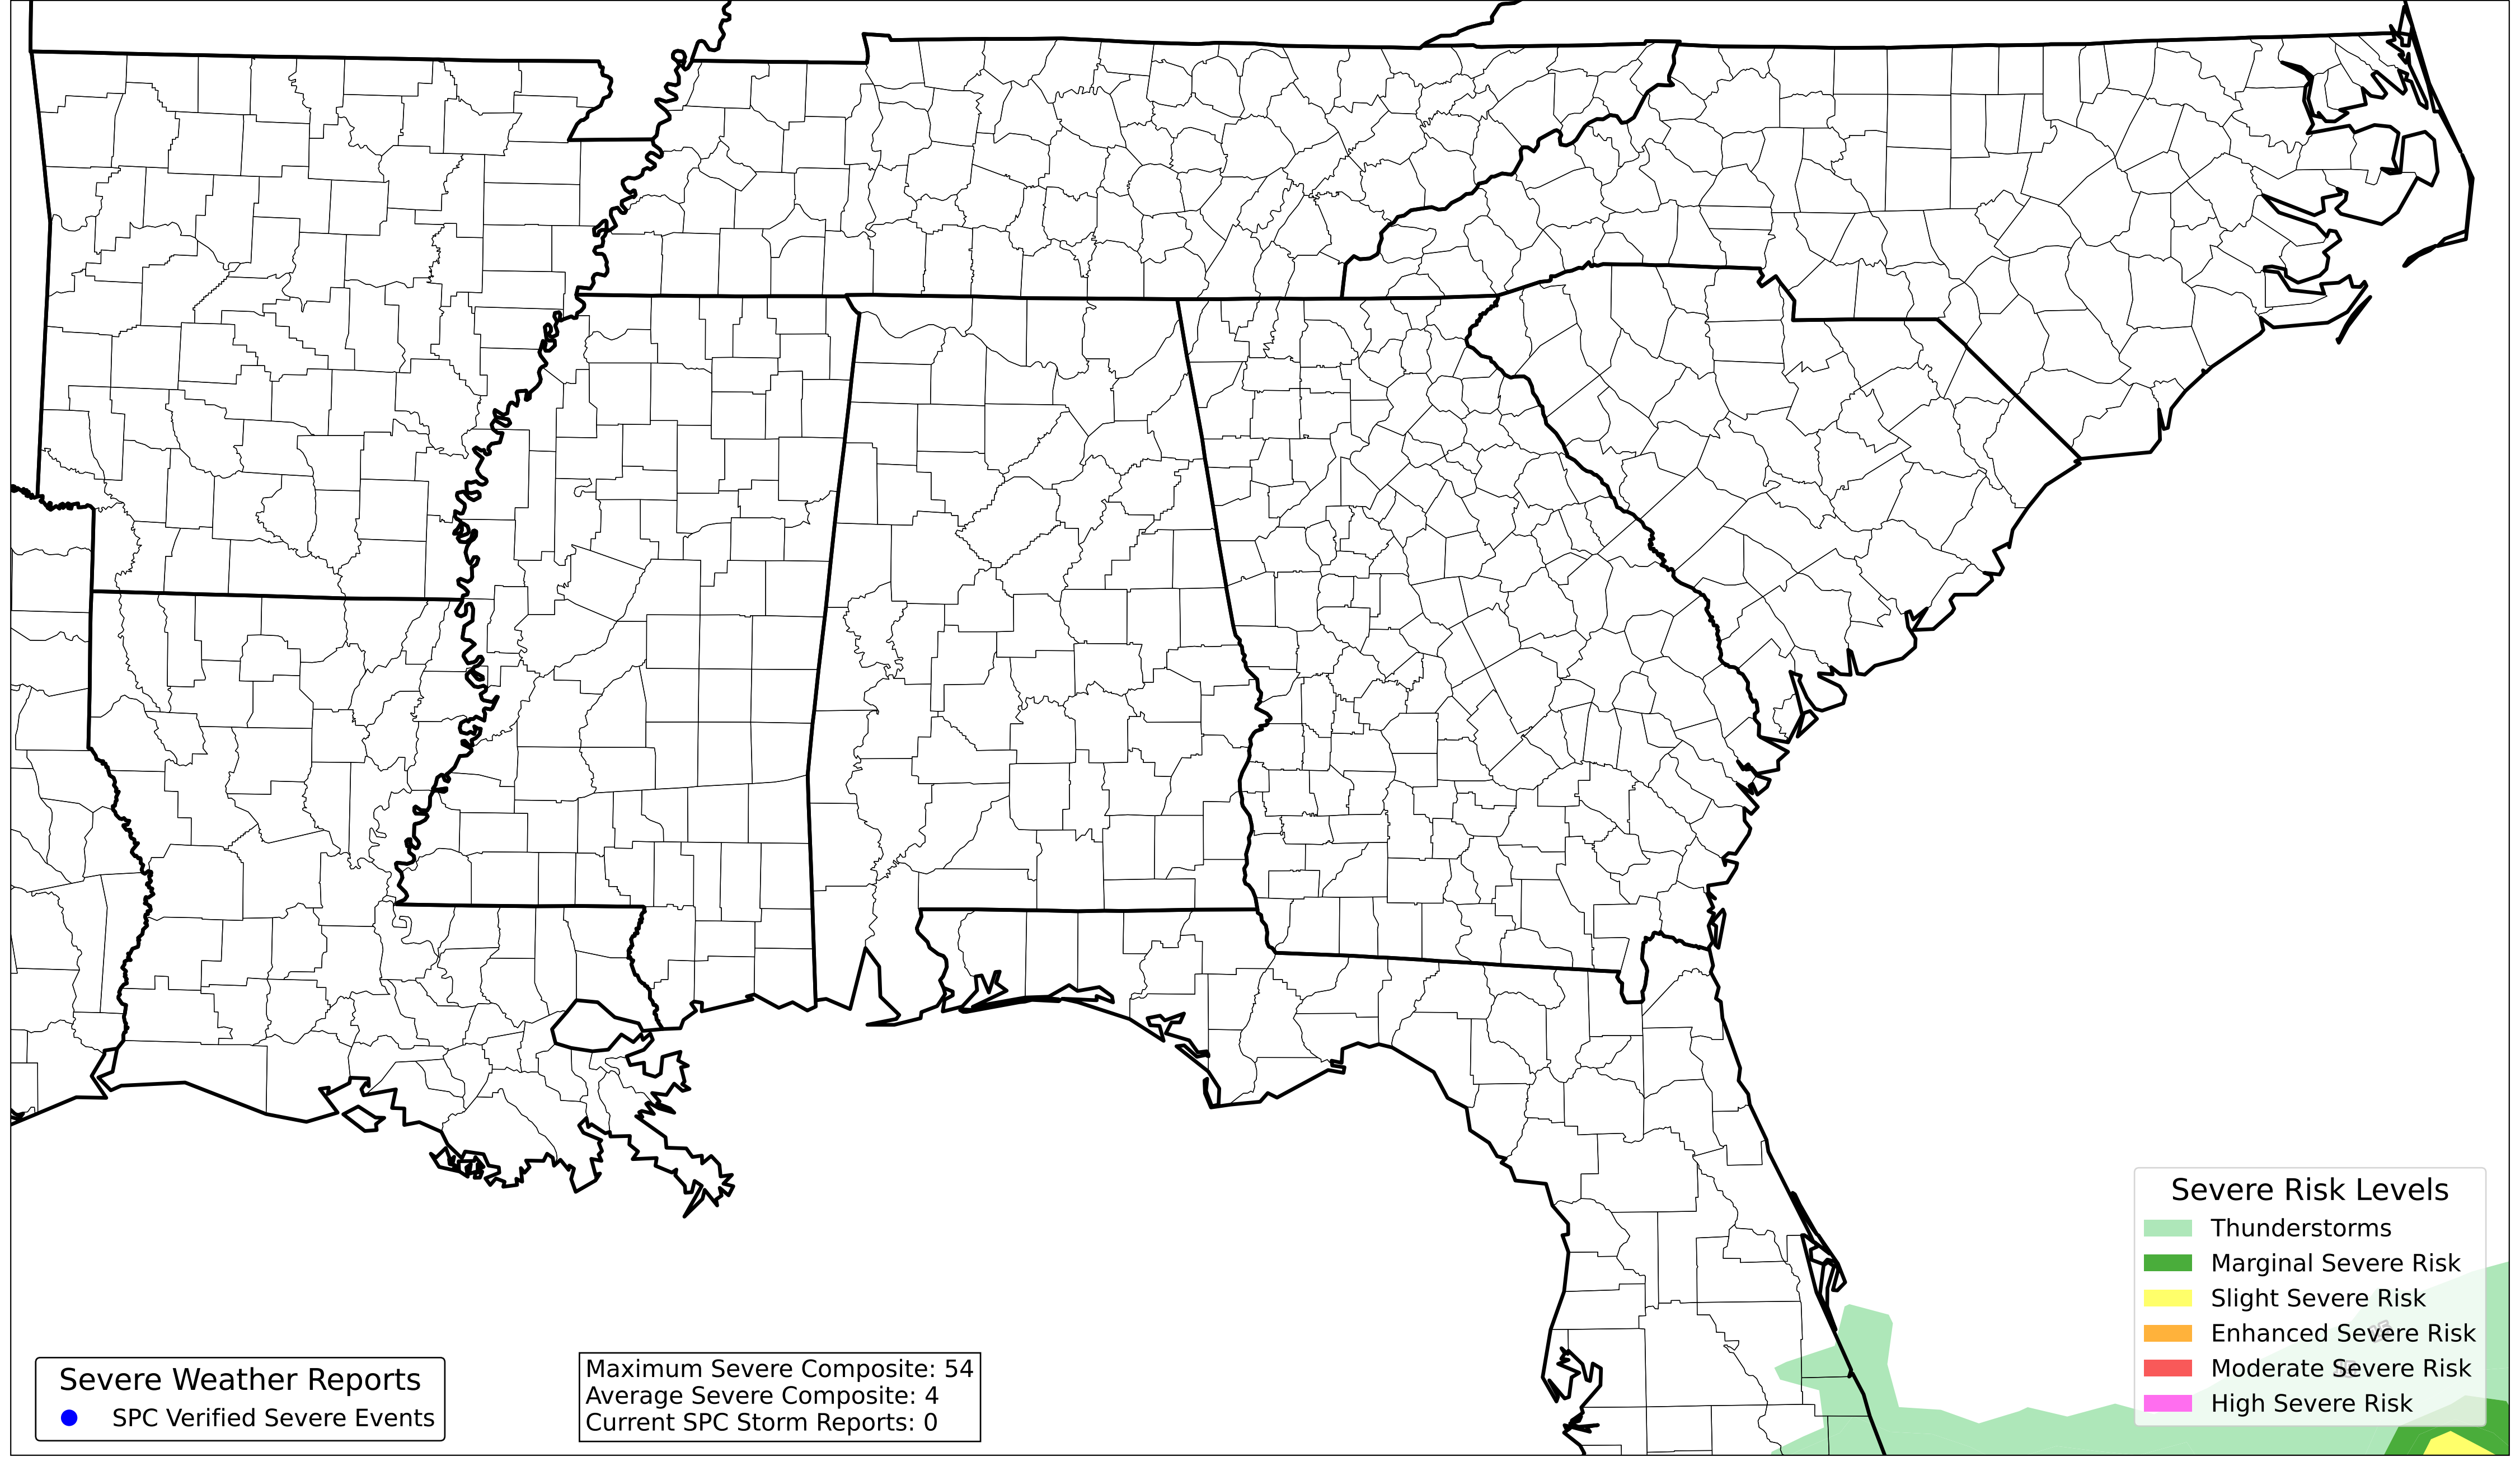 Severe Risk Levels
Thunderstorms
Marginal Severe Risk
Slight Severe Risk
Enhanced Severe Risk
Moderate Severe Risk
High Severe Risk
Severe Weather Reports
SPC Verified Severe Events
Maximum Severe Composite: 54
Average Severe Composite: 4
Current SPC Storm Reports: 0